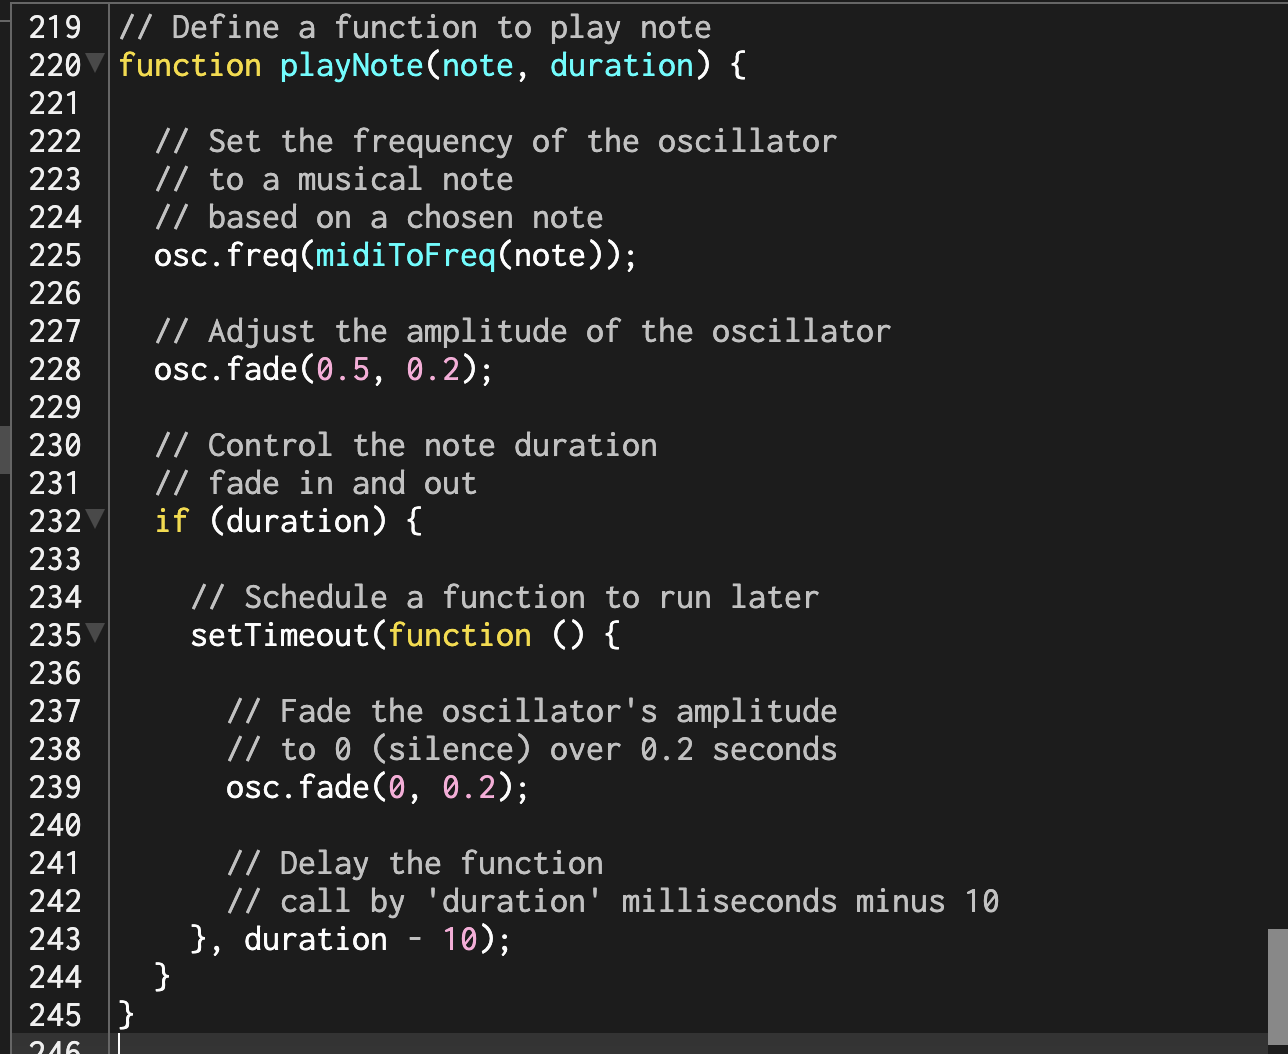 219 // Define a function to play note
220 function playNote(note, duration) {
221
222   // Set the frequency of the oscillator
223   // to a musical note
224   // based on a chosen note
225   osc.freq(midiToFreq(note));
226
227   // Adjust the amplitude of the oscillator
228   osc.fade(0.5, 0.2);
229
230   // Control the note duration
231   // fade in and out
232   if (duration) {
233
234     // Schedule a function to run later
235     setTimeout(function () {
236
237       // Fade the oscillator's amplitude
238       // to 0 (silence) over 0.2 seconds
239       osc.fade(0, 0.2);
240
241       // Delay the function
242       // call by 'duration' milliseconds minus 10
243     }, duration - 10);
244   }
245 }
246